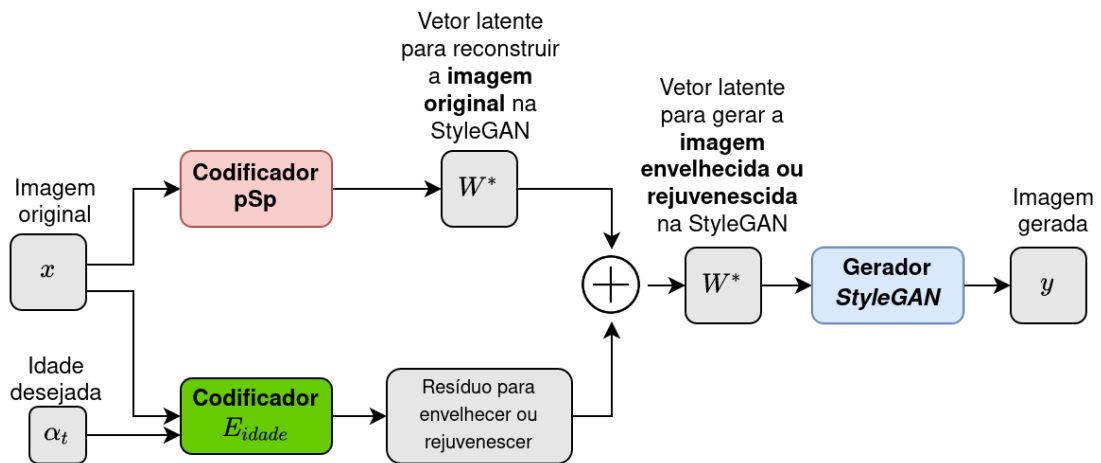 Vetor latente
para reconstruir
a imagem
original na
StyleGAN
Vetor latente
para gerar a
imagem
envelhecida ou
rejuvenescida
na StyleGAN
Imagem
original
x
Codificador
pSp
W*
Imagem
gerada
W*
Gerador
StyleGAN
y
Idade
desejada
α_t
Codificador
E_idade
Resíduo para
envelhecer ou
rejuvenescer